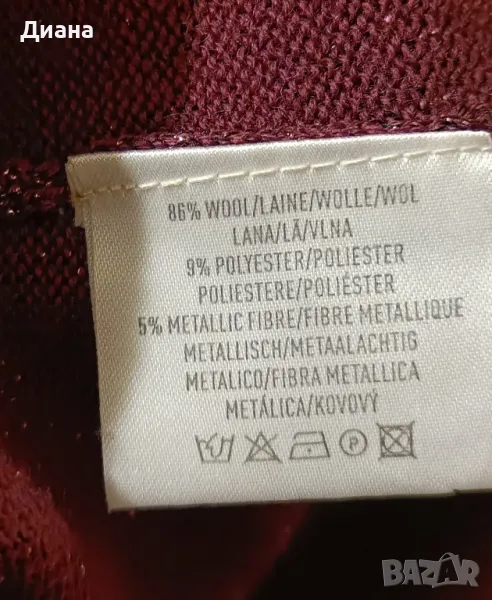 Диана
86% WOOL/LAINE/WOLLE/WOL
LANA/LÃ/VLNA
9% POLYESTER/POLIESTER
POLIESTERE/POLIÉSTER
5% METALLIC FIBRE/FIBRE METALLIQUE
METALLISCH/METAALACHTIG
METALICO/FIBRA METALLICA
METÁLICA/KOVOVÝ
P
BAZAR